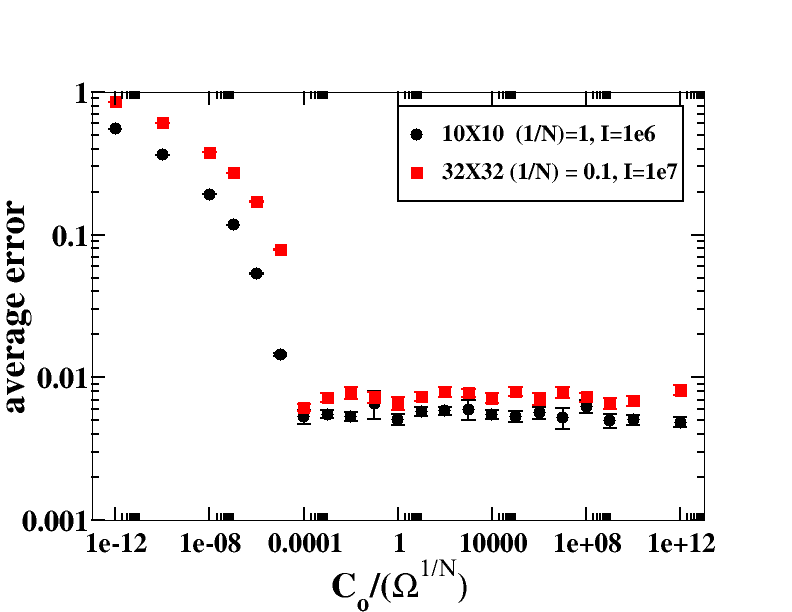 1
10X10 (1/N)=1, I=1e6
32X32 (1/N) = 0.1, I=1e7
0.1
average error
0.01
0.001
1e-12 1e-08 0.0001 1 10000 1e+08 1e+12
C_o/(Ω^{1/N})